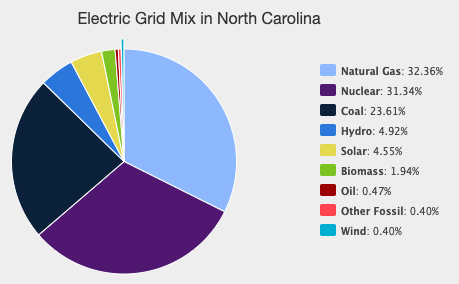 Electric Grid Mix in North Carolina
Natural Gas: 32.36%
Nuclear: 31.34%
Coal: 23.61%
Hydro: 4.92%
Solar: 4.55%
Biomass: 1.94%
Oil: 0.47%
Other Fossil: 0.40%
Wind: 0.40%